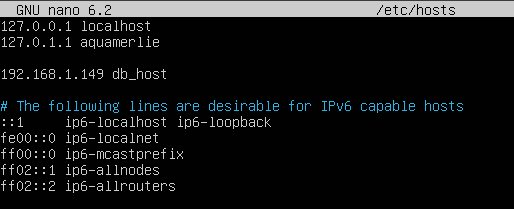 GNU nano 6.2 /etc/hosts
127.0.0.1 localhost
127.0.1.1 aquamerlie
192.168.1.149 db_host
# The following lines are desirable for IPv6 capable hosts
::1 ip6-localhost ip6-loopback
fe00::0 ip6-localnet
ff00::0 ip6-mcastprefix
ff02::1 ip6-allnodes
ff02::2 ip6-allrouters